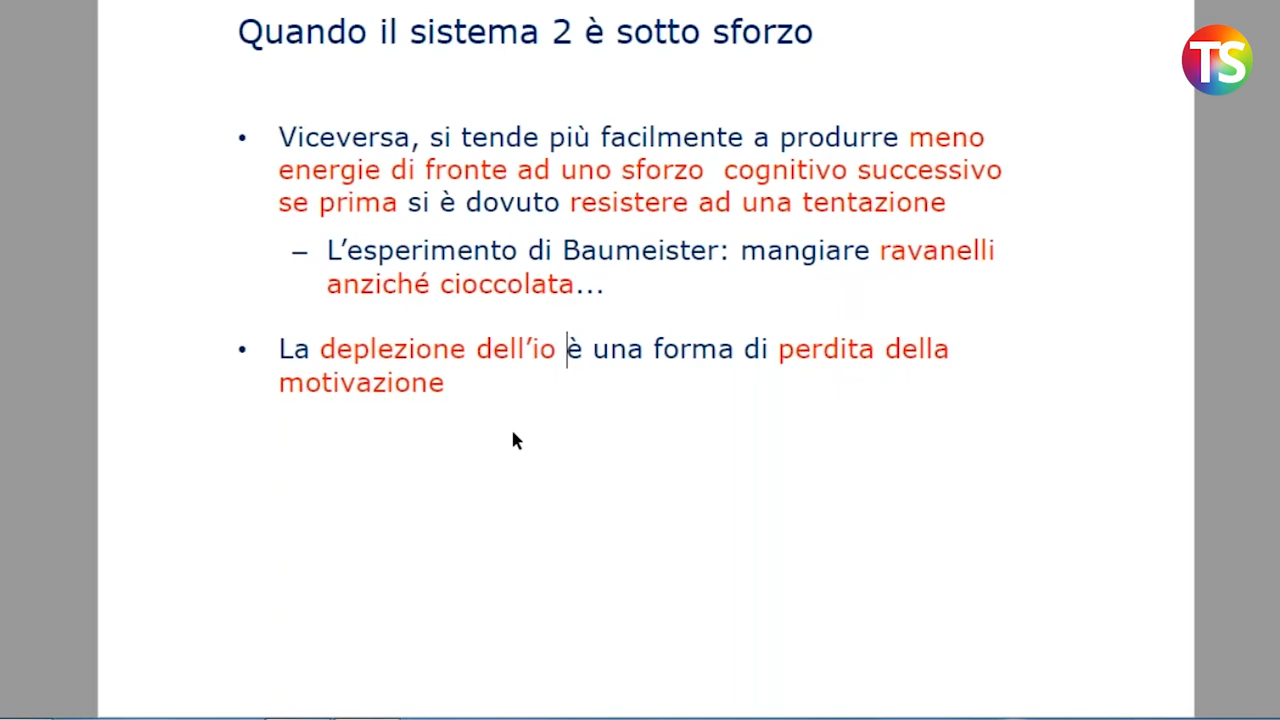 Quando il sistema 2 è sotto sforzo
TS
• Viceversa, si tende più facilmente a produrre meno
energie di fronte ad uno sforzo cognitivo successivo
se prima si è dovuto resistere ad una tentazione
– L’esperimento di Baumeister: mangiare ravanelli
anziché cioccolata...
• La deplezione dell’io è una forma di perdita della
motivazione